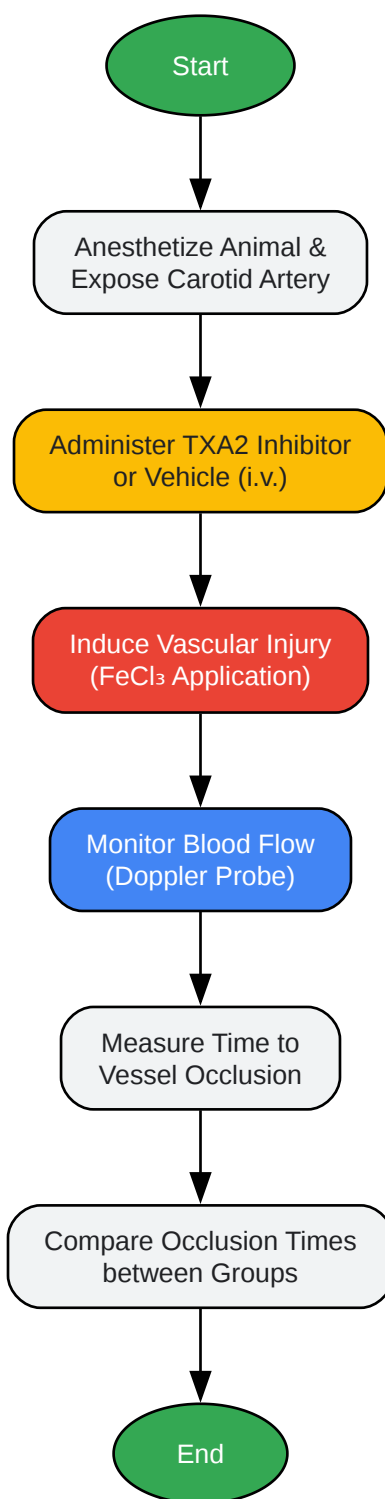 Start
Anesthetize Animal &
Expose Carotid Artery
Administer TXA2 Inhibitor
or Vehicle (i.v.)
Induce Vascular Injury
(FeCl₃ Application)
Monitor Blood Flow
(Doppler Probe)
Measure Time to
Vessel Occlusion
Compare Occlusion Times
between Groups
End